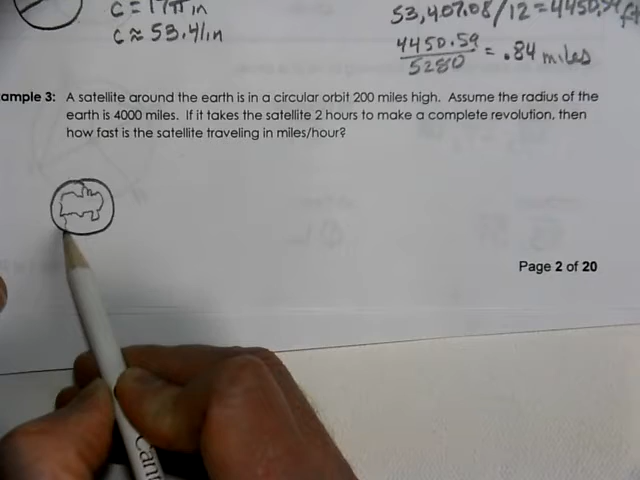 C = 17π in
C ≈ 53.41 in
53,407.08/12 = 4450.59 ft
4450.59
5280
= .84 miles
ample 3: A satellite around the earth is in a circular orbit 200 miles high. Assume the radius of the
earth is 4000 miles. If it takes the satellite 2 hours to make a complete revolution, then
how fast is the satellite traveling in miles/hour?
Page 2 of 20